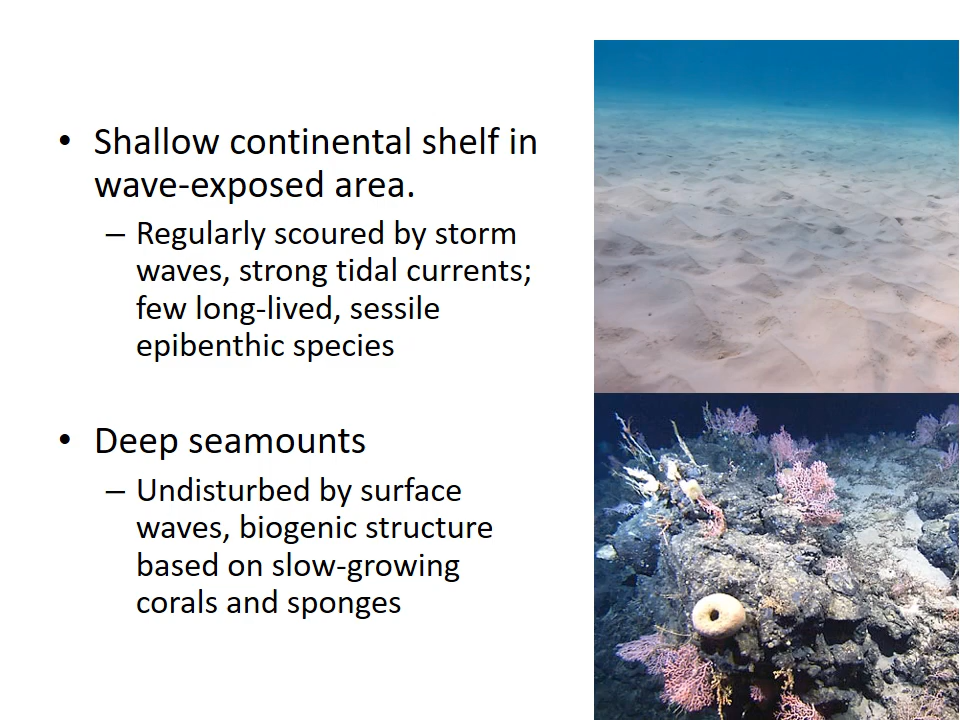 • Shallow continental shelf in
wave-exposed area.
– Regularly scoured by storm
waves, strong tidal currents;
few long-lived, sessile
epibenthic species
• Deep seamounts
– Undisturbed by surface
waves, biogenic structure
based on slow-growing
corals and sponges